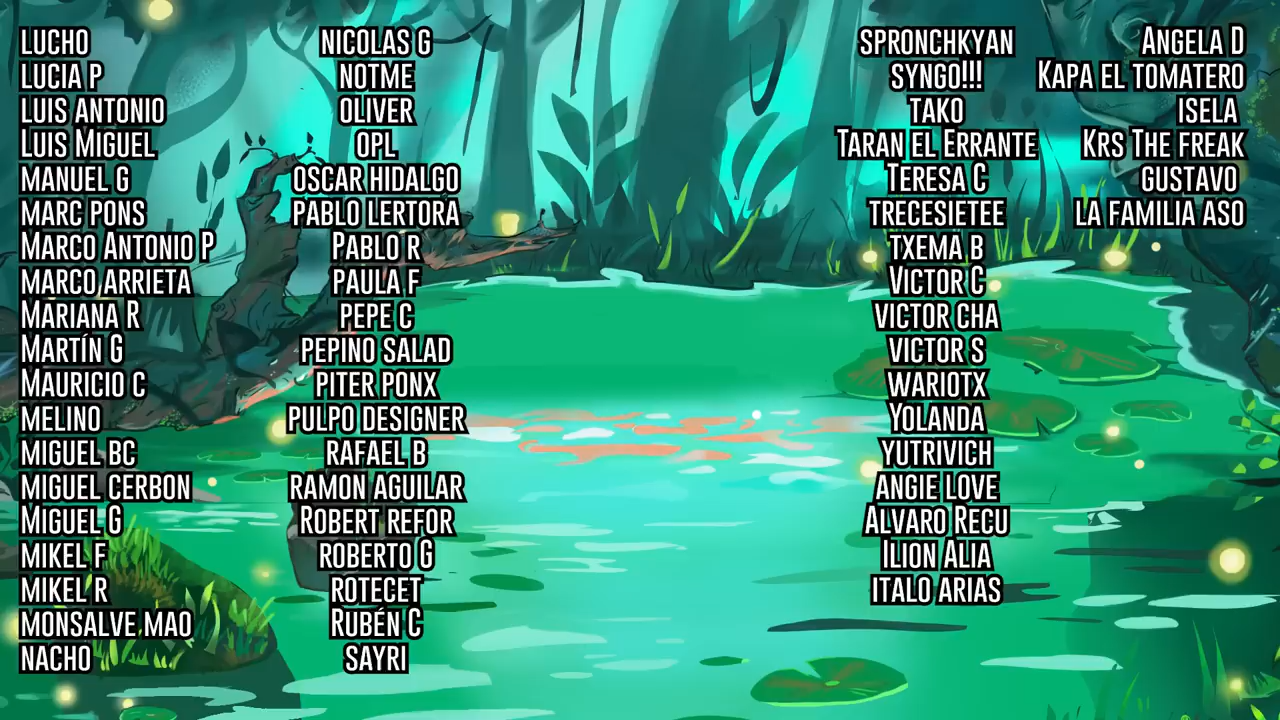 LUCHO
LUCIA P
LUIS ANTONIO
LUIS MIGUEL
MANUEL G
MARC PONS
MARCO ANTONIO P
MARCO ARRIETA
MARIANA R
MARTÍN G
MAURICIO C
MELINO
MIGUEL BC
MIGUEL CERBON
MIGUEL G
MIKEL F
MIKEL R
MONSALVE MAO
NACHO
NICOLAS G
NOTME
OLIVER
OPL
OSCAR HIDALGO
PABLO LERTORA
PABLO R
PAULA F
PEPE C
PEPINO SALAD
PITER PONX
PULPO DESIGNER
RAFAEL B
RAMON AGUILAR
ROBERT REFOR
ROBERTO G
ROTECET
RUBÉN C
SAYRI
SPRONCHKYAN
SYNGO!!!
TAKO
TARAN EL ERRANTE
TERESA C
TRECESIETEE
TXEMA B
VICTOR C
VICTOR CHA
VICTOR S
WARIOTX
YOLANDA
YUTRIVICH
ANGIE LOVE
ALVARO RECU
ILION ALIA
ITALO ARIAS
ANGELA D
KAPA EL TOMATERO
ISELA
KRS THE FREAK
GUSTAVO
LA FAMILIA ASO